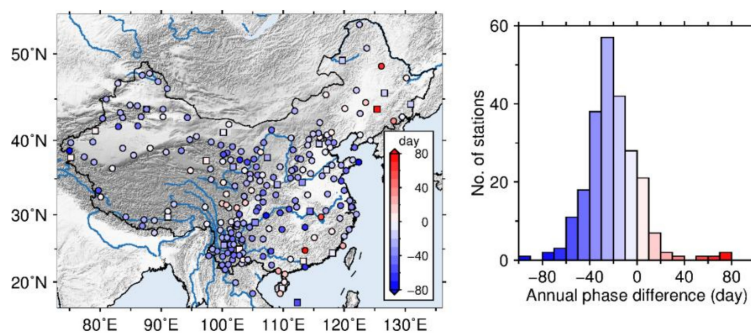 50°N
40°N
30°N
20°N
80°E 90°E 100°E 110°E 120°E 130°E
day
80
40
0
−40
−80
No. of stations
60
40
20
0
−80 −40 0 40 80
Annual phase difference (day)